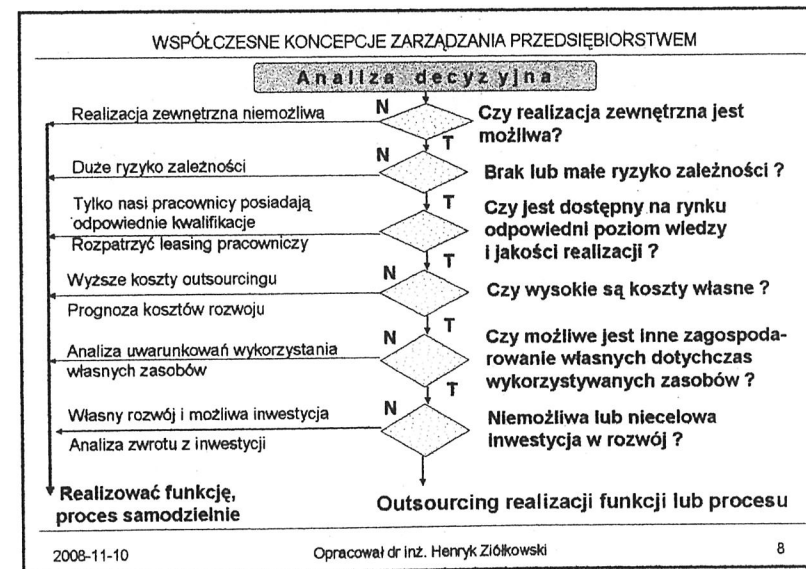 WSPÓŁCZESNE KONCEPCJE ZARZĄDZANIA PRZEDSIĘBIORSTWEM
Analiza decyzyjna
Realizacja zewnętrzna niemożliwa
N
Czy realizacja zewnętrzna jest
możliwa?
T
Duże ryzyko zależności
N
Brak lub małe ryzyko zależności ?
T
Tylko nasi pracownicy posiadają
odpowiednie kwalifikacje
Rozpatrzyć leasing pracowniczy
Czy jest dostępny na rynku
odpowiedni poziom wiedzy
i jakości realizacji ?
T
Wyższe koszty outsourcingu
Prognoza kosztów rozwoju
N
Czy wysokie są koszty własne ?
T
Analiza uwarunkowań wykorzystania
własnych zasobów
N
Czy możliwe jest inne zagospoda-
rowanie własnych dotychczas
wykorzystywanych zasobów ?
T
Własny rozwój i możliwa inwestycja
Analiza zwrotu z inwestycji
N
Niemożliwa lub niecelowa
inwestycja w rozwój ?
Realizować funkcję,
proces samodzielnie
Outsourcing realizacji funkcji lub procesu
2008-11-10
Opracował dr inż. Henryk Ziółkowski
8